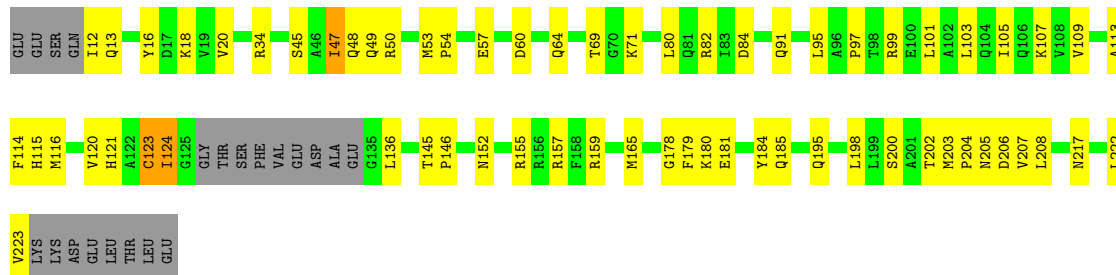 GLU GLU SER GLN I12 Q13 Y16 D17 K18 V19 V20 R34 S45 A46 I47 Q48 Q49 R50 M53 P54 E57 D60 Q64 T69 G70 K71 L80 Q81 R82 I83 D84 Q91 L95 A96 P97 T98 R99 E100 L101 A102 L103 Q104 I105 Q106 K107 V108 V109 A113
F114 H115 M116 V120 H121 A122 C123 I124 G125 GLY THR SER PHE VAL GLU ASP ALA GLU G135 L136 T145 P146 N152 R155 R156 R157 F158 R159 M165 G178 F179 K180 E181 Y184 Q185 Q195 L198 L199 S200 A201 T202 M203 P204 N205 D206 V207 L208 N217
V223 LYS LYS ASP GLU LEU THR LEU GLU